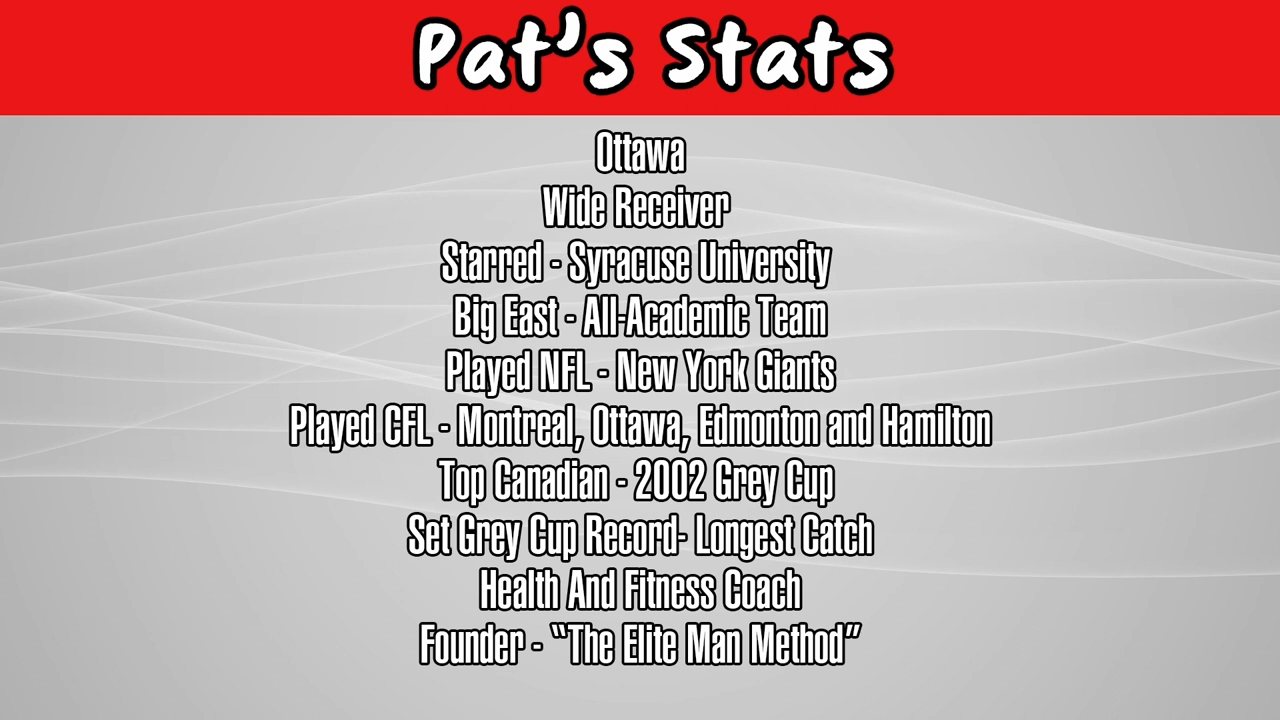 Pat's Stats
Ottawa
Wide Receiver
Starred - Syracuse University
Big East - All-Academic Team
Played NFL - New York Giants
Played CFL - Montreal, Ottawa, Edmonton and Hamilton
Top Canadian - 2002 Grey Cup
Set Grey Cup Record- Longest Catch
Health And Fitness Coach
Founder - “The Elite Man Method”